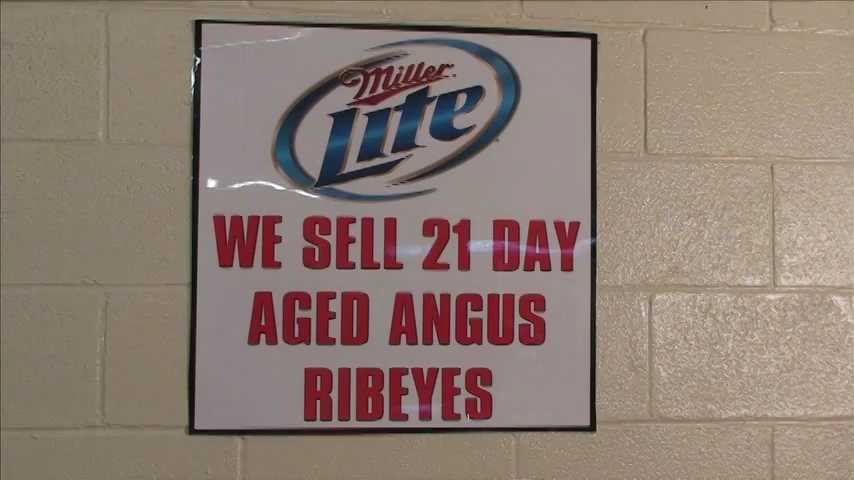 Miller
Lite
WE SELL 21 DAY
AGED ANGUS
RIBEYES